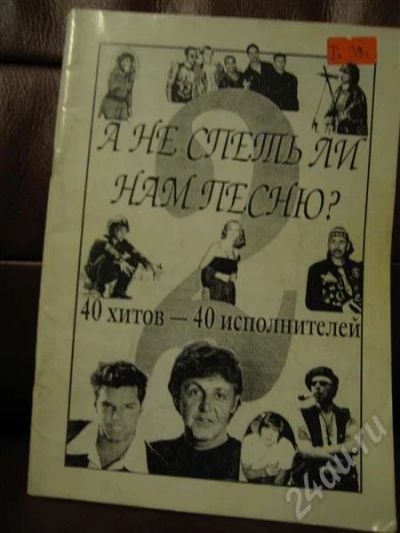 А НЕ СПЕТЬ ЛИ
НАМ ПЕСНЮ?
40 ХИТОВ — 40 ИСПОЛНИТЕЛЕЙ
24au.ru